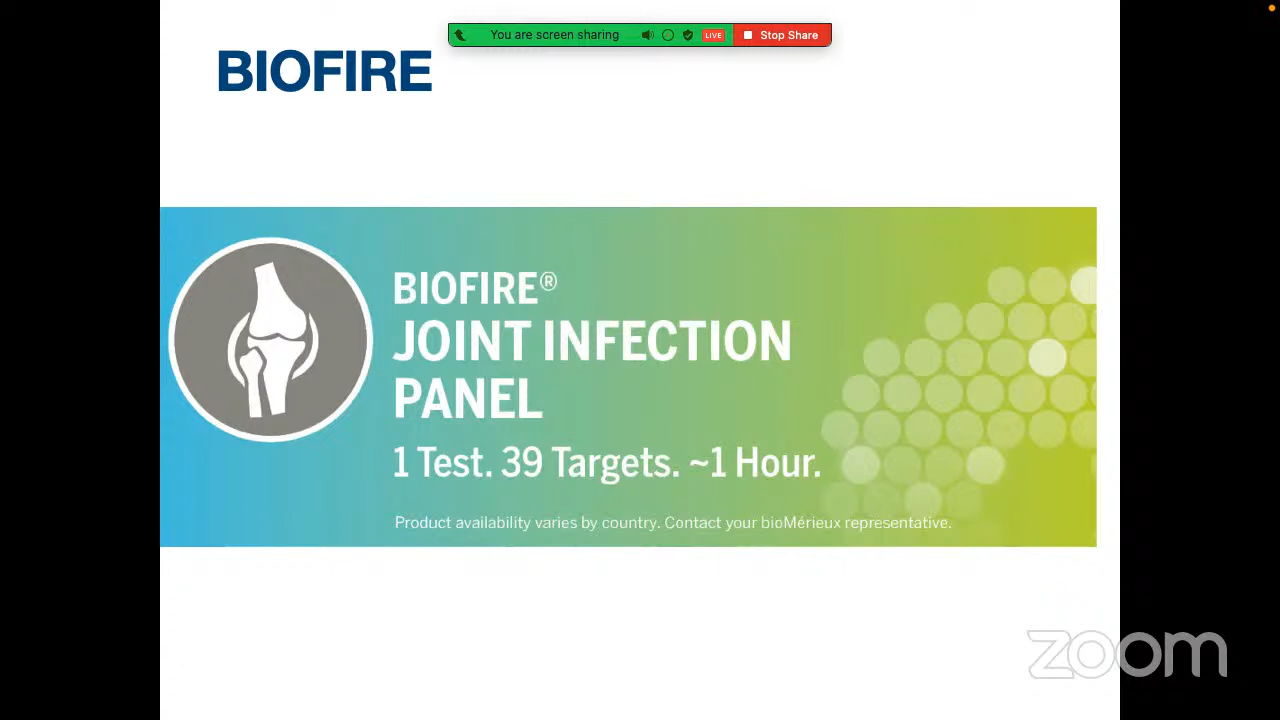 You are screen sharing
LIVE
Stop Share
BIOFIRE
BIOFIRE®
JOINT INFECTION
PANEL
1 Test. 39 Targets. ~1 Hour.
Product availability varies by country. Contact your bioMérieux representative.
zoom